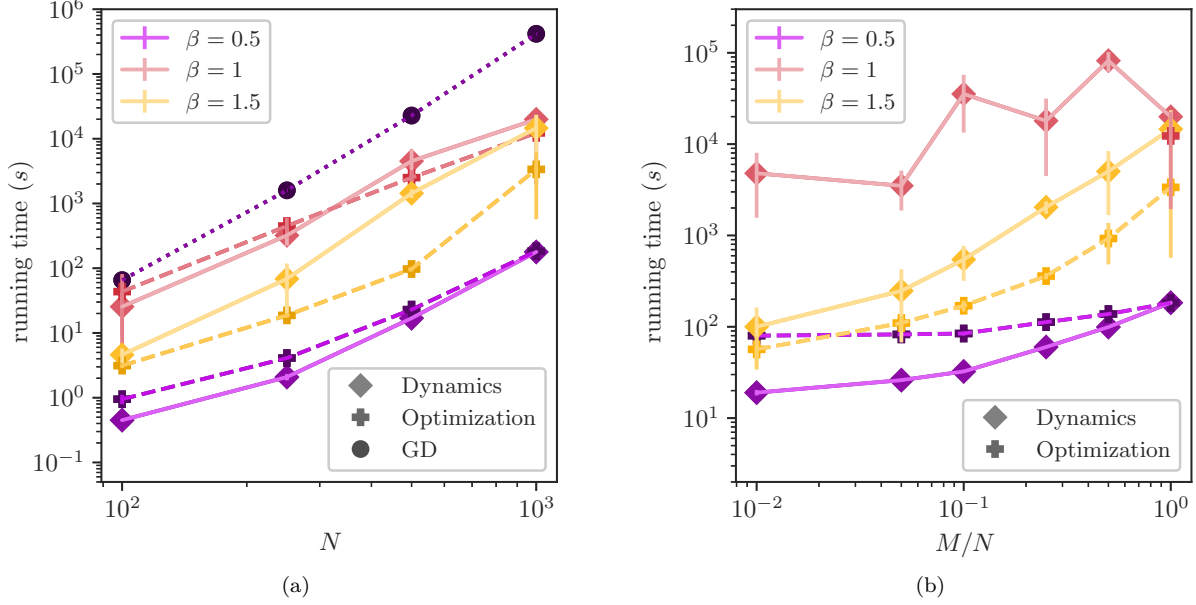 10^6
10^5
10^4
10^3
10^2
10^1
10^0
10^{-1}
running time (s)
β = 0.5
β = 1
β = 1.5
Dynamics
Optimization
GD
10^2
10^3
N
(a)
10^5
10^4
10^3
10^2
10^1
running time (s)
β = 0.5
β = 1
β = 1.5
Dynamics
Optimization
10^{-2}
10^{-1}
10^0
M/N
(b)